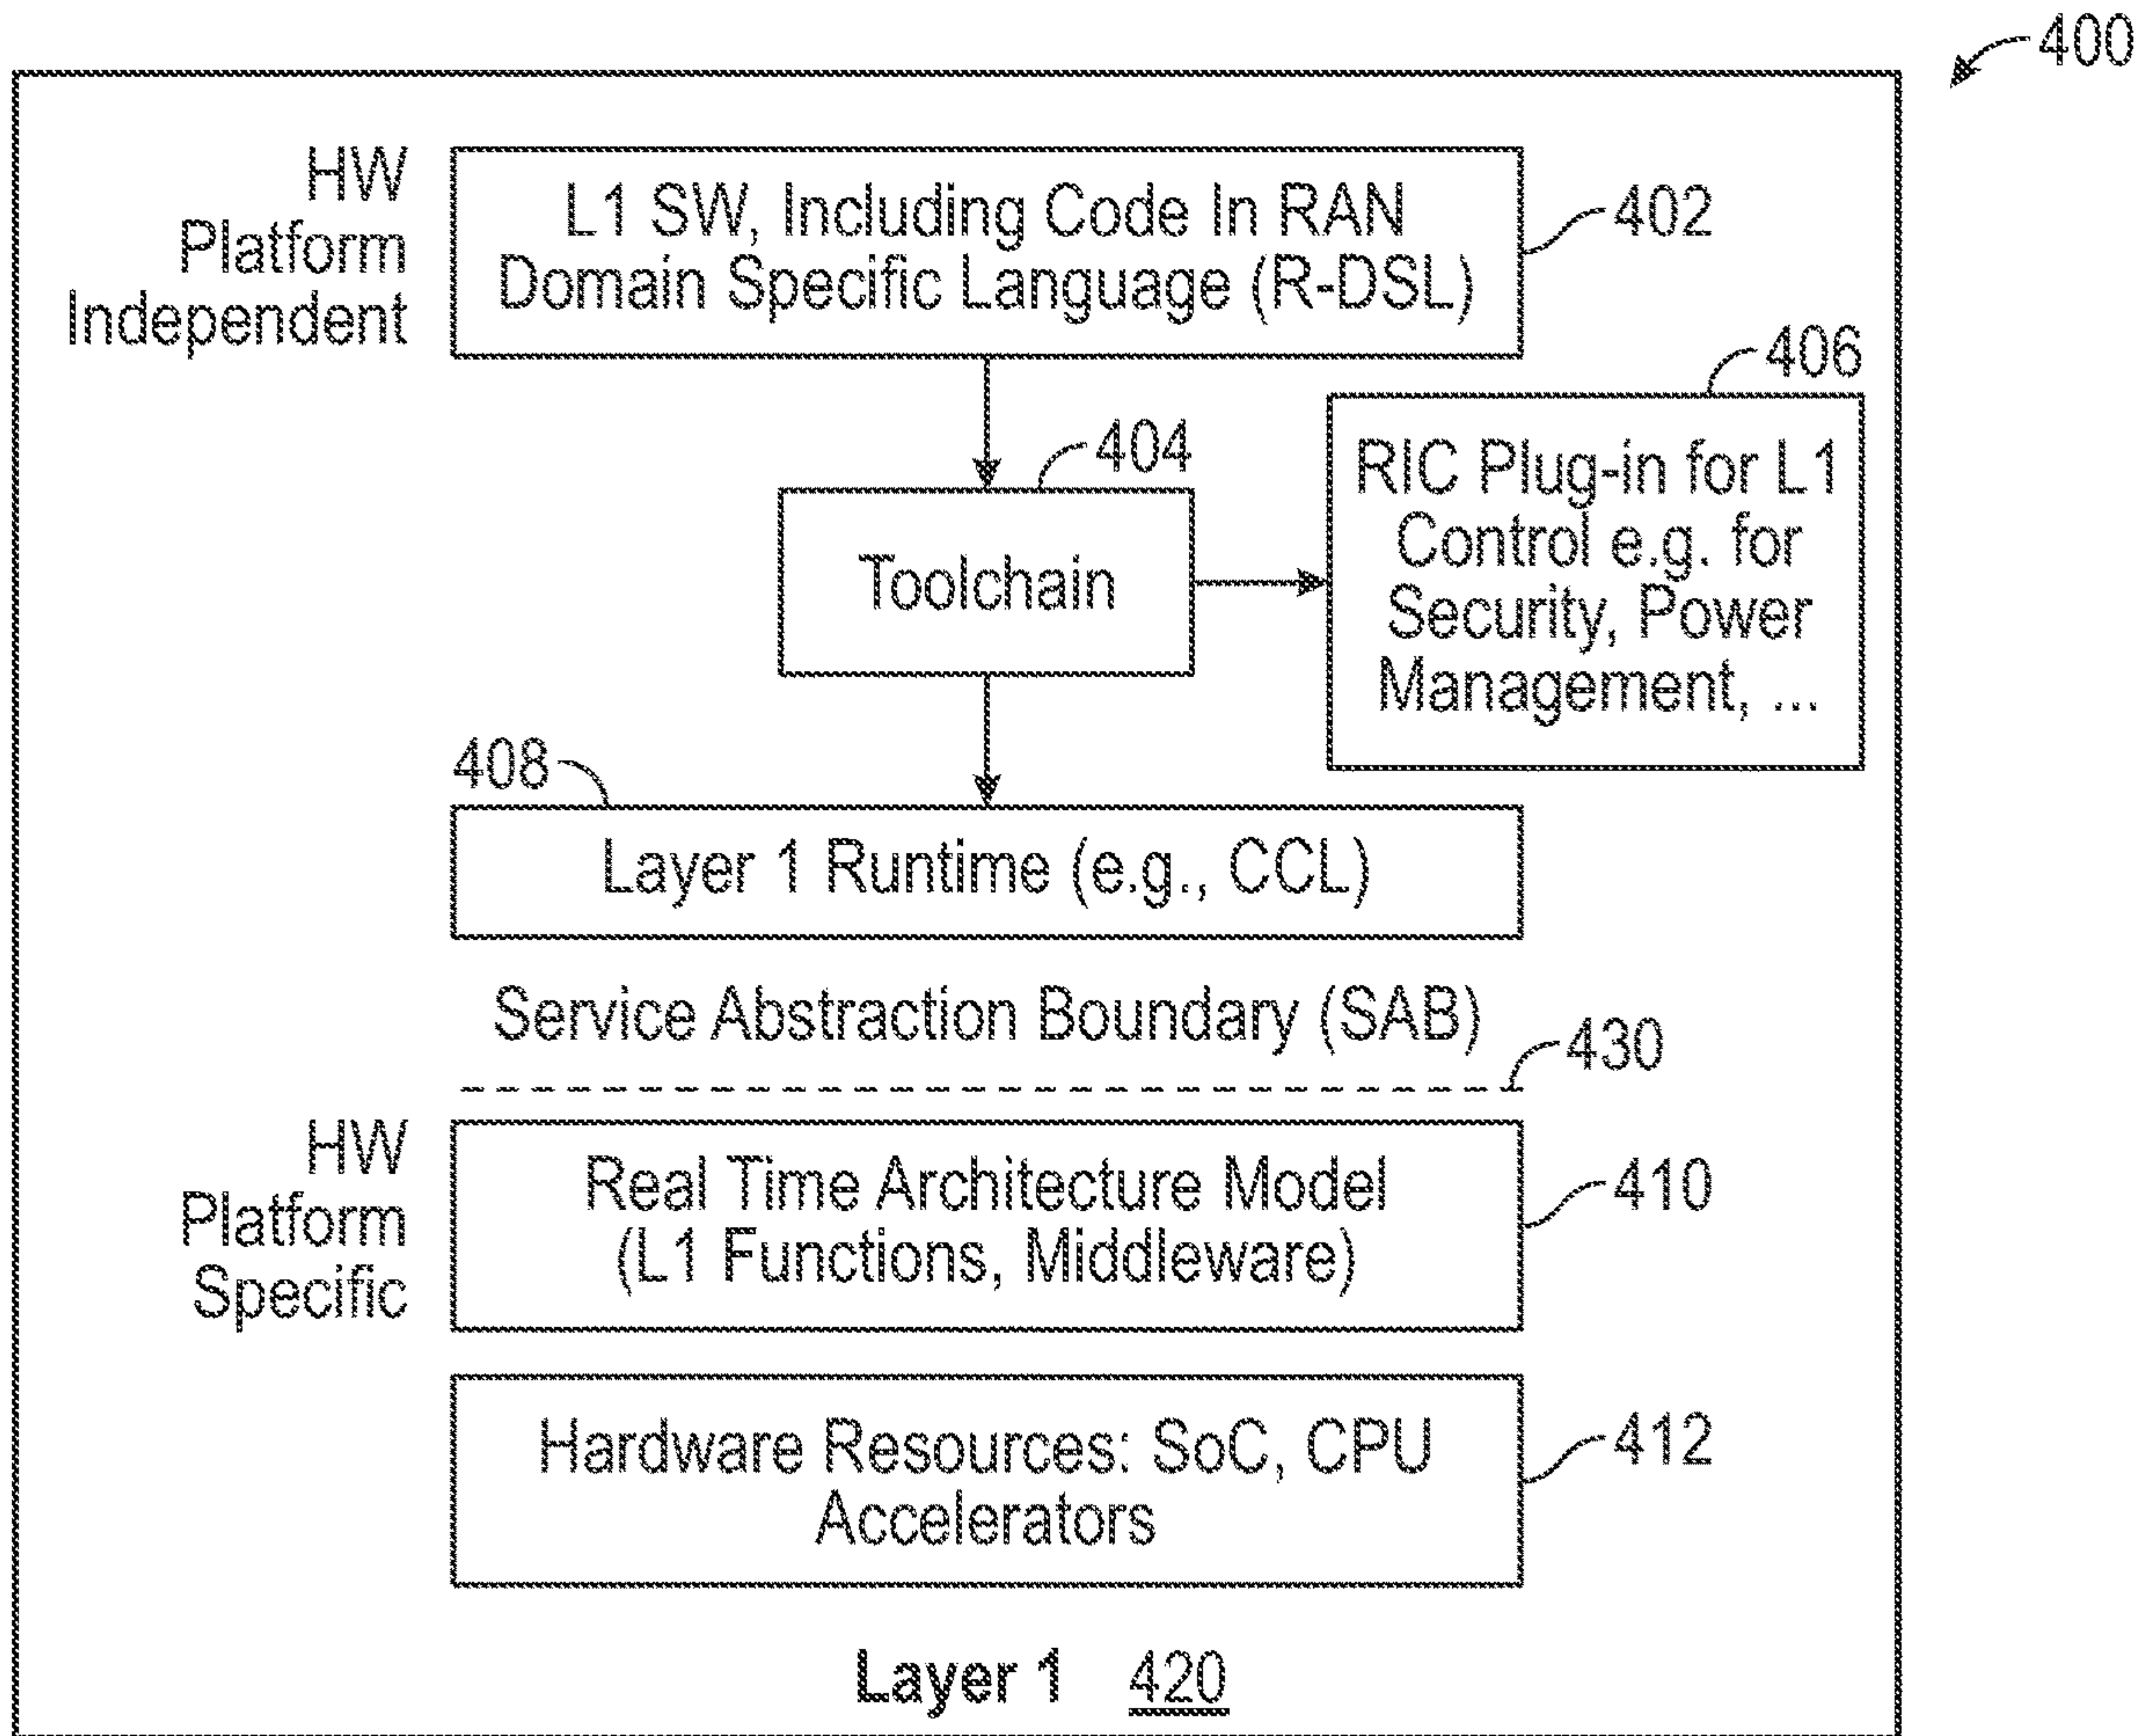 400
HW
Platform
Independent
L1 SW, Including Code In RAN
Domain Specific Language (R-DSL)
402
406
RIC Plug-in for L1
Control e.g. for
Security, Power
Management, ...
404
Toolchain
408
Layer 1 Runtime (e.g., CCL)
Service Abstraction Boundary (SAB)
430
HW
Platform
Specific
Real Time Architecture Model
(L1 Functions, Middleware)
410
Hardware Resources: SoC, CPU
Accelerators
412
Layer 1 420